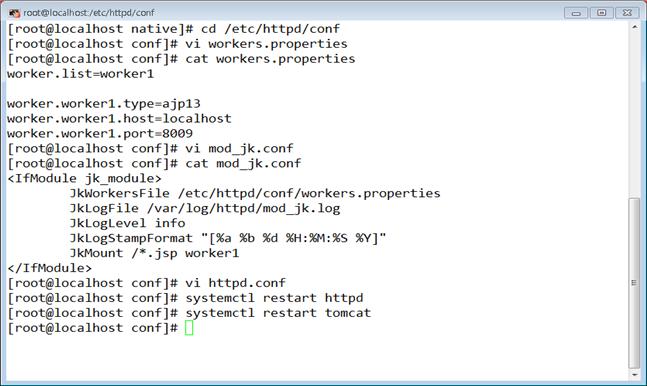 root@localhost:/etc/httpd/conf
[root@localhost native]# cd /etc/httpd/conf
[root@localhost conf]# vi workers.properties
[root@localhost conf]# cat workers.properties
worker.list=worker1
worker.worker1.type=ajp13
worker.worker1.host=localhost
worker.worker1.port=8009
[root@localhost conf]# vi mod_jk.conf
[root@localhost conf]# cat mod_jk.conf
<IfModule jk_module>
JkWorkersFile /etc/httpd/conf/workers.properties
JkLogFile /var/log/httpd/mod_jk.log
JkLogLevel info
JkLogStampFormat "[%a %b %d %H:%M:%S %Y]"
JkMount /*.jsp worker1
</IfModule>
[root@localhost conf]# vi httpd.conf
[root@localhost conf]# systemctl restart httpd
[root@localhost conf]# systemctl restart tomcat
[root@localhost conf]#